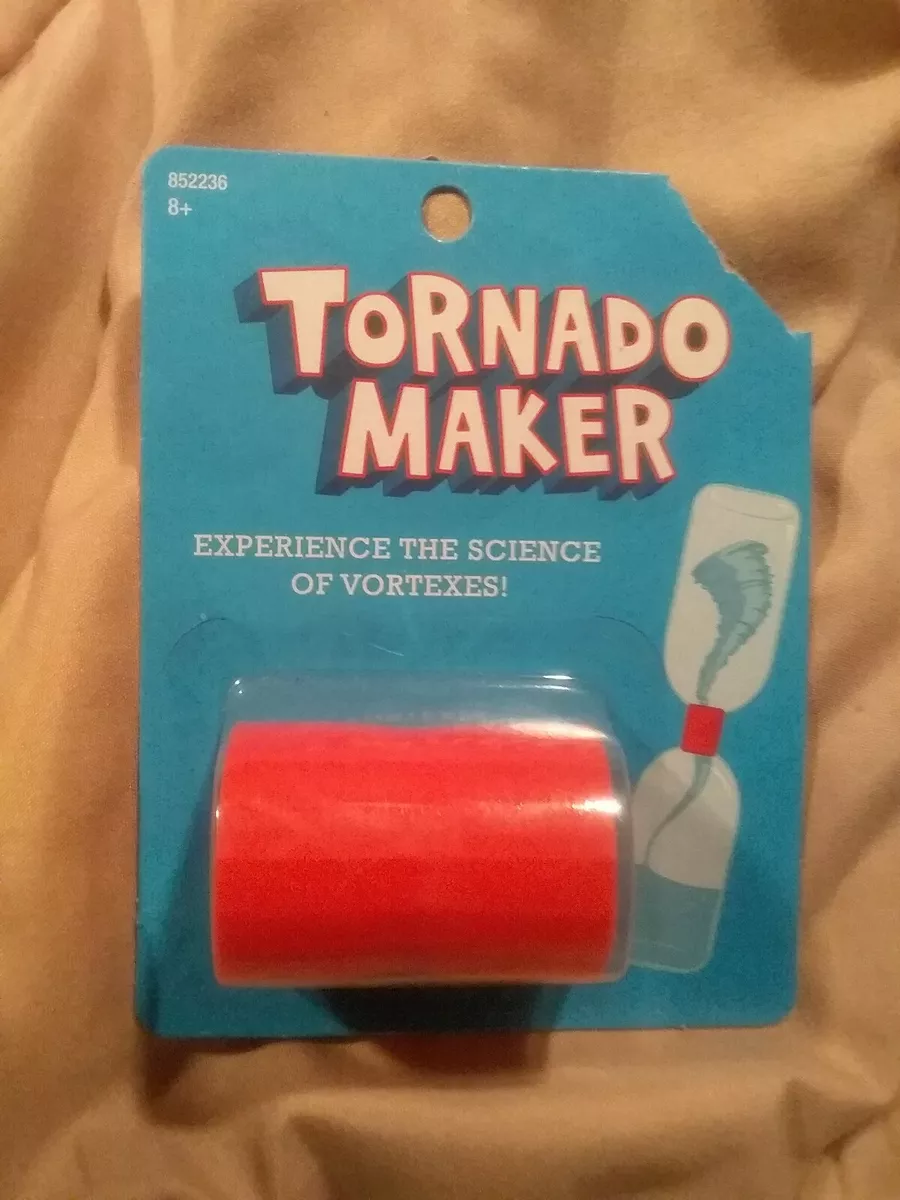 852236
8+
TORNADO
MAKER
EXPERIENCE THE SCIENCE
OF VORTEXES!